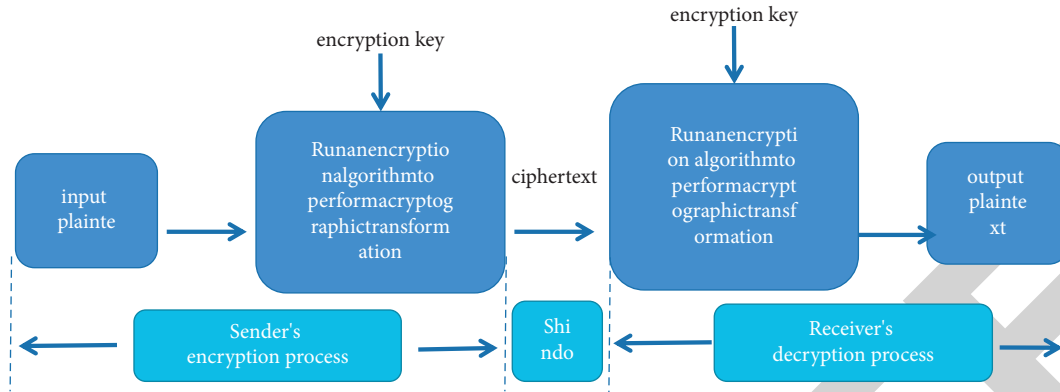 encryption key
encryption key
Runanencryptio
nalgorithmto
performacryptog
raphictransform
ation
Runanencrypti
on algorithmto
performacrypt
ographictransf
ormation
input
plainte
ciphertext
output
plainte
xt
Sender's
encryption process
Shi
ndo
Receiver's
decryption process